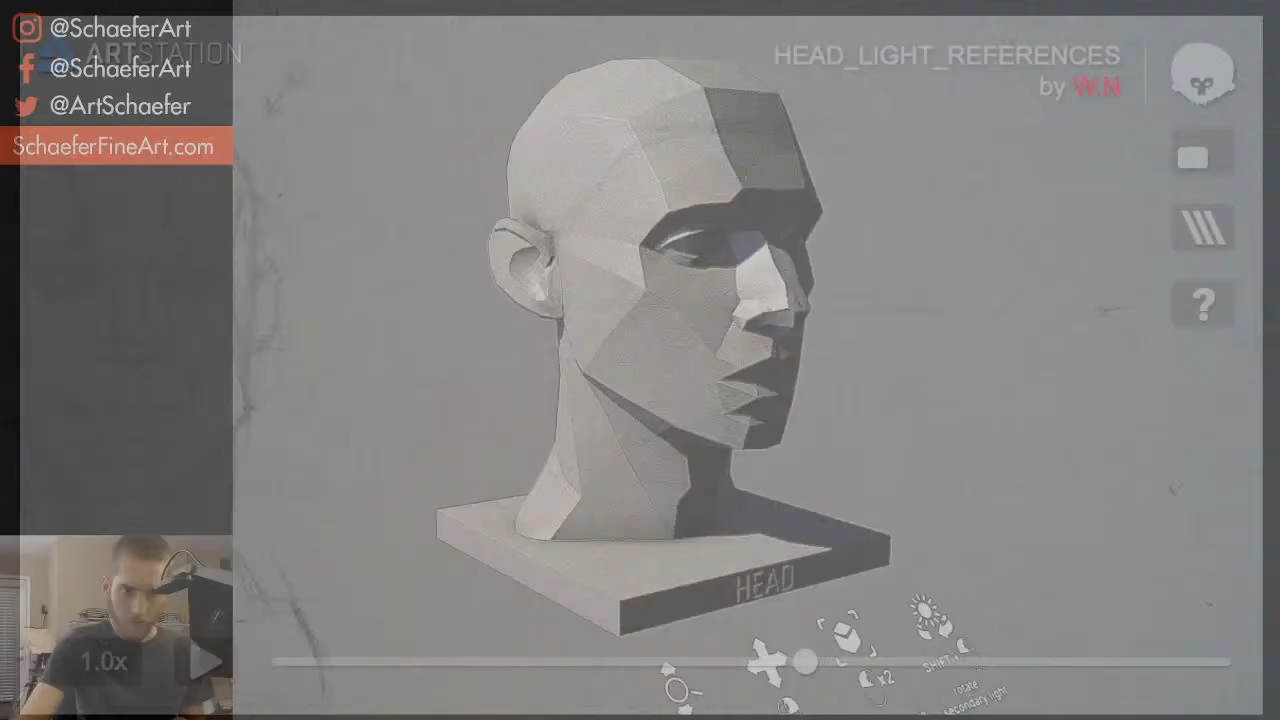 @SchaeferArt
@SchaeferArt
@ArtSchaefer
SchaeferFineArt.com
ARTSTATION
HEAD_LIGHT_REFERENCES
by W.N
?
HEAD
1.0x
x2
SHIFT+
rotate
secondary light